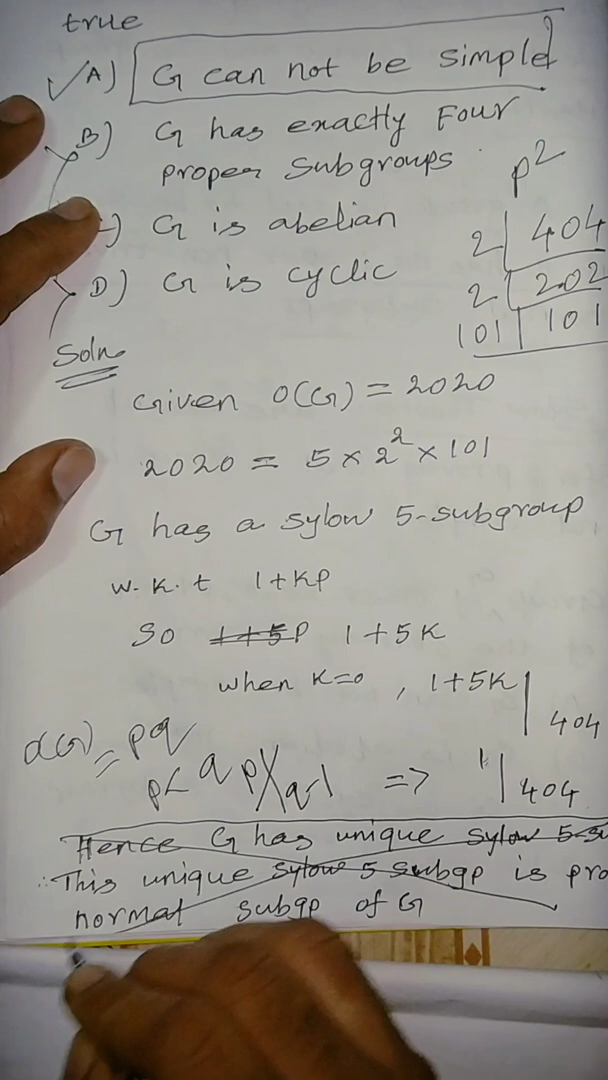 true
A) G can not be simple
B) G has exactly Four
proper subgroups
p²
) G is abelian
D) G is cyclic
2 | 404
2 | 202
101 | 101
Soln
Given O(G) = 2020
2020 = 5 × 2² × 101
G has a sylow 5-subgroup
w.k.t 1+kp
So 1+5P 1+5k
when k=0, 1+5k | 404
o(G) = pq
p< q p∤q-1 => 1 | 404
Hence G has unique sylow 5-su
∴This unique sylow 5 subgp is pro
normal subgp of G